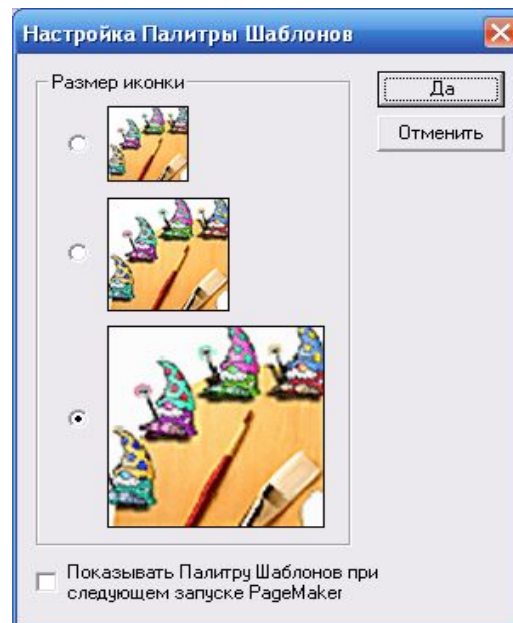 Настройка Палитры Шаблонов
Размер иконки
Да
Отменить
Показывать Палитру Шаблонов при
следующем запуске PageMaker